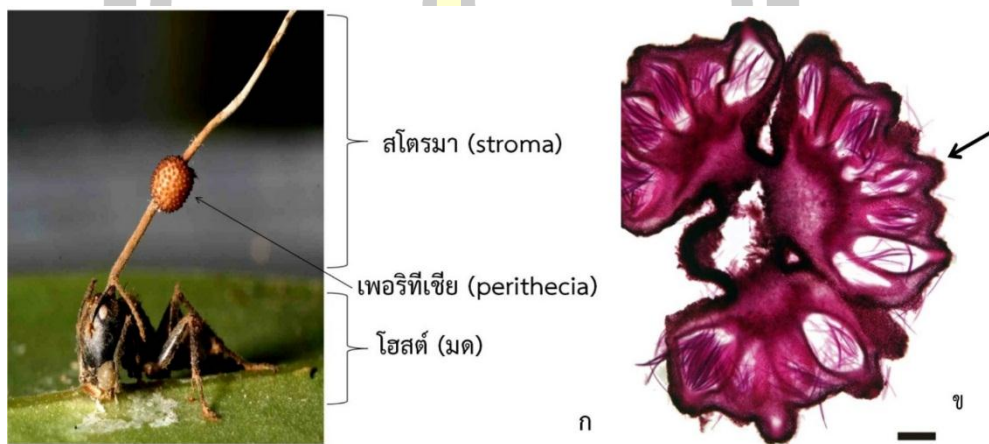 สโตรมา (stroma)
เพอริทีเซีย (perithecia)
โฮสต์ (มด)
ก
ข